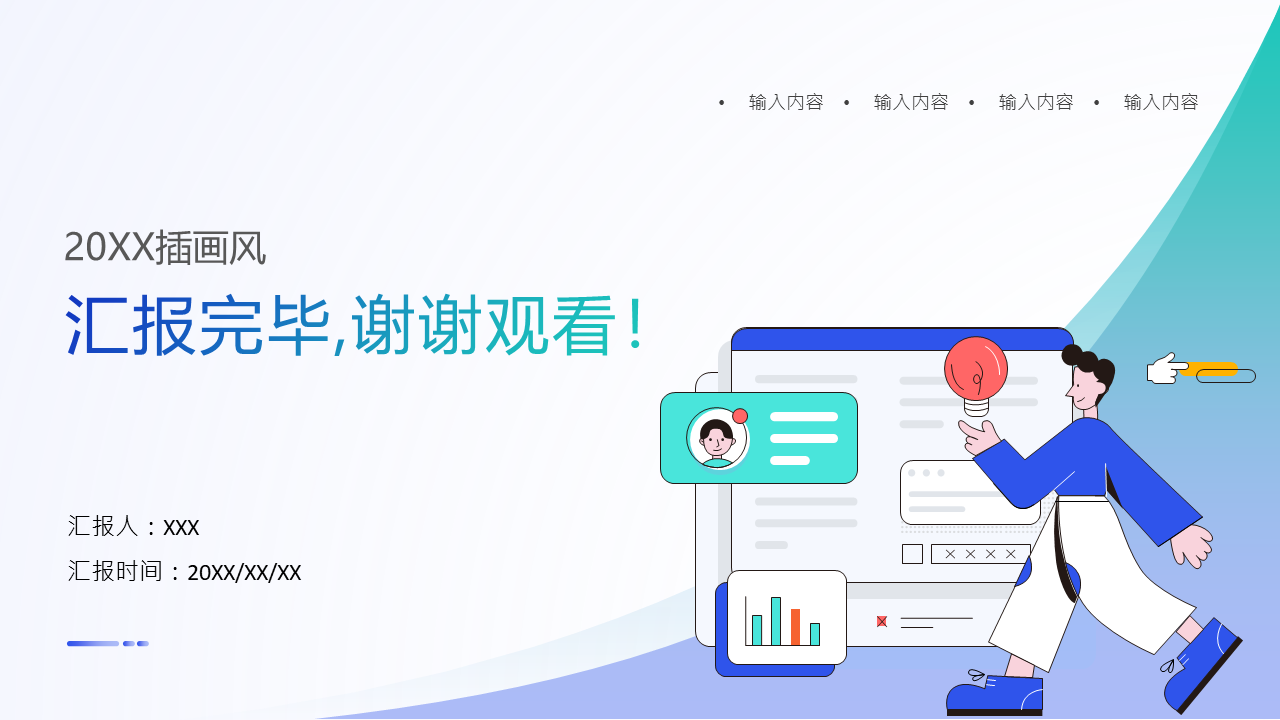 • 输入内容 • 输入内容 • 输入内容 • 输入内容
20XX插画风
汇报完毕,谢谢观看！
汇报人：XXX
汇报时间：20XX/XX/XX